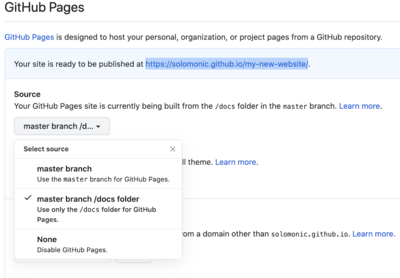 GitHub Pages
GitHub Pages is designed to host your personal, organization, or project pages from a GitHub repository.
Your site is ready to be published at https://solomonic.github.io/my-new-website/.
Source
Your GitHub Pages site is currently being built from the /docs folder in the master branch. Learn more.
master branch /d...
Select source
ll theme. Learn more.
master branch
Use the master branch for GitHub Pages.
master branch /docs folder
Use only the /docs folder for GitHub
Pages.
rom a domain other than solomonic.github.io. Learn more.
None
Disable GitHub Pages.